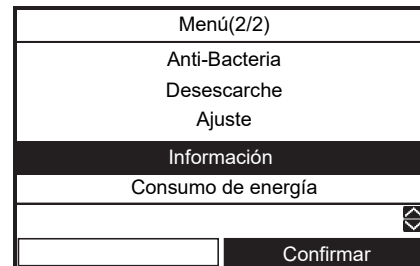 Menú(2/2)
Anti-Bacteria
Desescarche
Ajuste
Información
Consumo de energía
Confirmar